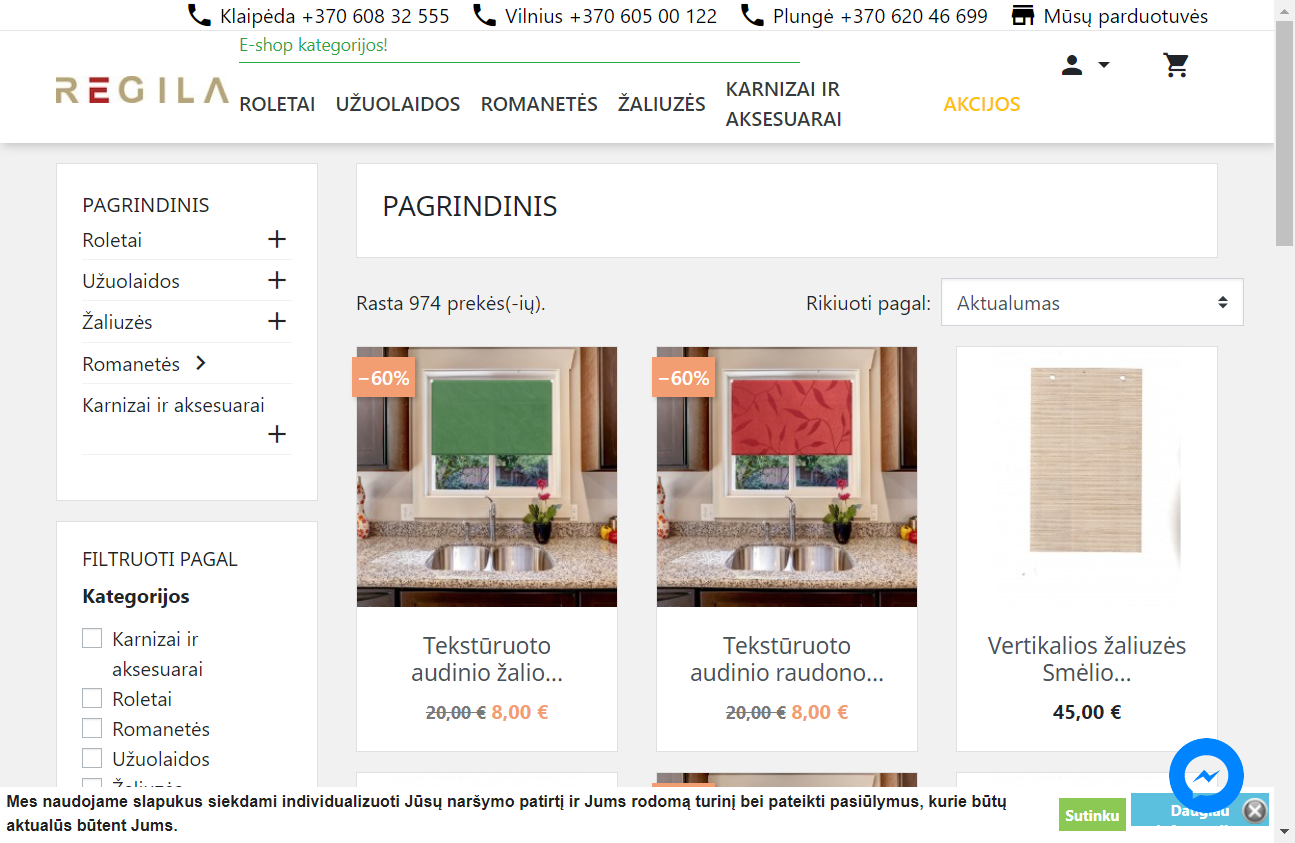 Klaipėda +370 608 32 555 Vilnius +370 605 00 122 Plungė +370 620 46 699 Mūsų parduotuvės
E-shop kategorijos!
REGILA
ROLETAI UŽUOLAIDOS ROMANETĖS ŽALIUZĖS KARNIZAI IR AKSESUARAI AKCIJOS
PAGRINDINIS
Roletai
Užuolaidos
Žaliuzės
Romanetės
Karnizai ir aksesuarai
FILTRUOTI PAGAL
Kategorijos
Karnizai ir
aksesuarai
Roletai
Romanetės
Užuolaidos
Žaliuzės
PAGRINDINIS
Rasta 974 prekės(-ių). Rikiuoti pagal: Aktualumas
−60%
Tekstūruoto
audinio žalio...
20,00 € 8,00 €
−60%
Tekstūruoto
audinio raudono...
20,00 € 8,00 €
Vertikalios žaliuzės
Smėlio...
45,00 €
Mes naudojame slapukus siekdami individualizuoti Jūsų naršymo patirtį ir Jums rodomą turinį bei pateikti pasiūlymus, kurie būtų
aktualūs būtent Jums.
Sutinku
Daugiau